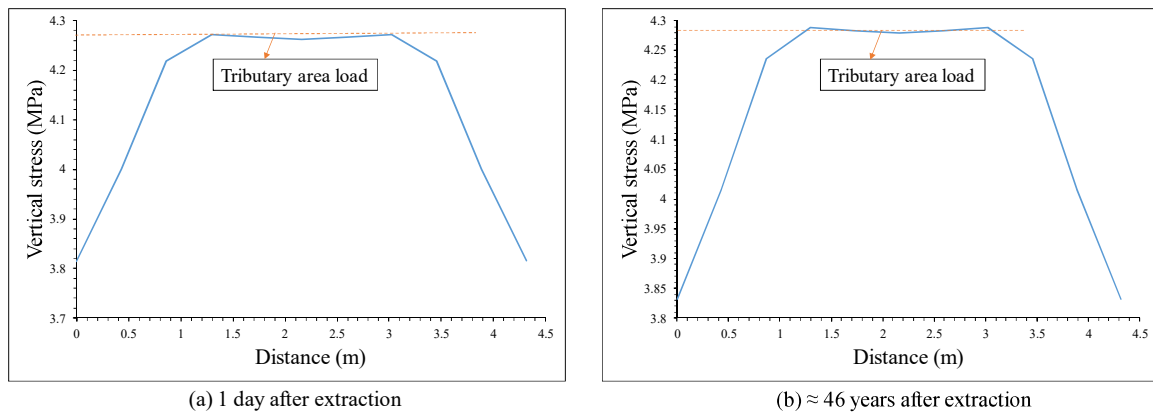 4.3
4.2
4.1
4
3.9
3.8
3.7
Vertical stress (MPa)
Tributary area load
0 0.5 1 1.5 2 2.5 3 3.5 4 4.5
Distance (m)
(a) 1 day after extraction
4.3
4.25
4.2
4.15
4.1
4.05
4
3.95
3.9
3.85
3.8
Vertical stress (MPa)
Tributary area load
0 0.5 1 1.5 2 2.5 3 3.5 4 4.5
Distance (m)
(b) ≈ 46 years after extraction